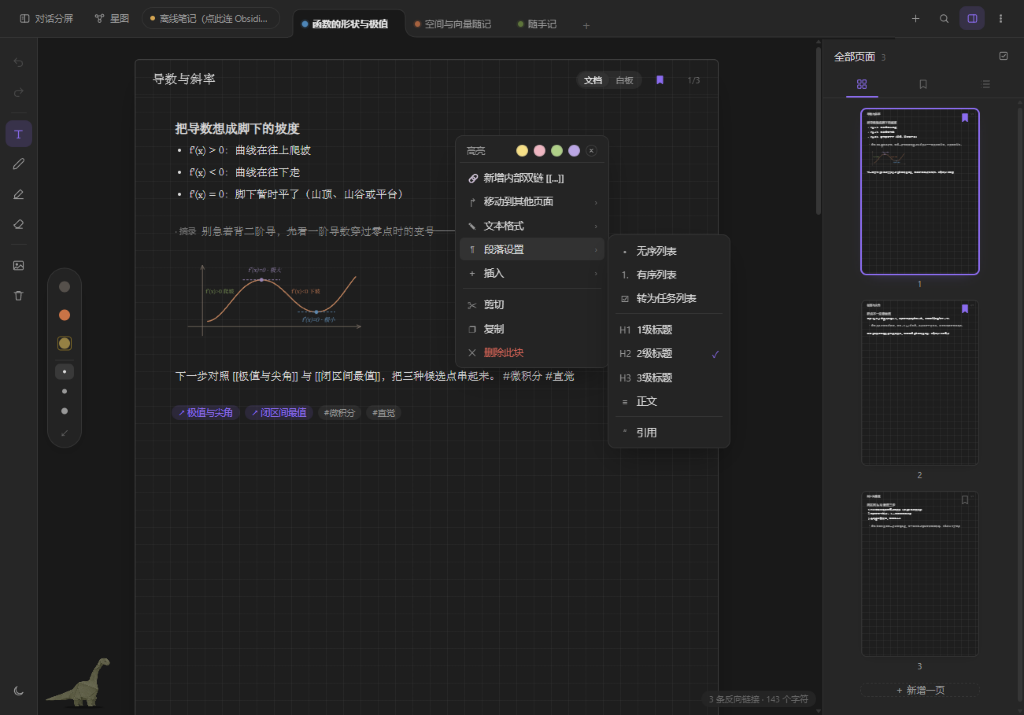 对话分屏
星图
离线笔记（点此连 Obsidi...
函数的形状与极值
空间与向量随记
随手记
导数与斜率
文档 白板
1/3
把导数想成脚下的坡度
• f'(x) > 0：曲线在往上爬坡
• f'(x) < 0：曲线在往下走
• f'(x) = 0：脚下暂时平了（山顶、山谷或平台）
摘录 别急着背二阶导，先看一阶导数穿过零点时的变号——
下一步对照 [[极值与尖角]] 与 [[闭区间最值]]，把三种候选点串起来。 #微积分 #直觉
极值与尖角
闭区间最值
#微积分
#直觉
高亮
新增内部双链 [[...]]
移动到其他页面
文本格式
段落设置
插入
剪切
复制
删除此块
无序列表
1. 有序列表
转为任务列表
H1 1级标题
H2 2级标题 ✓
H3 3级标题
正文
引用
3 条反向链接 · 143 个字符
全部页面 3
1
2
3
+ 新增一页